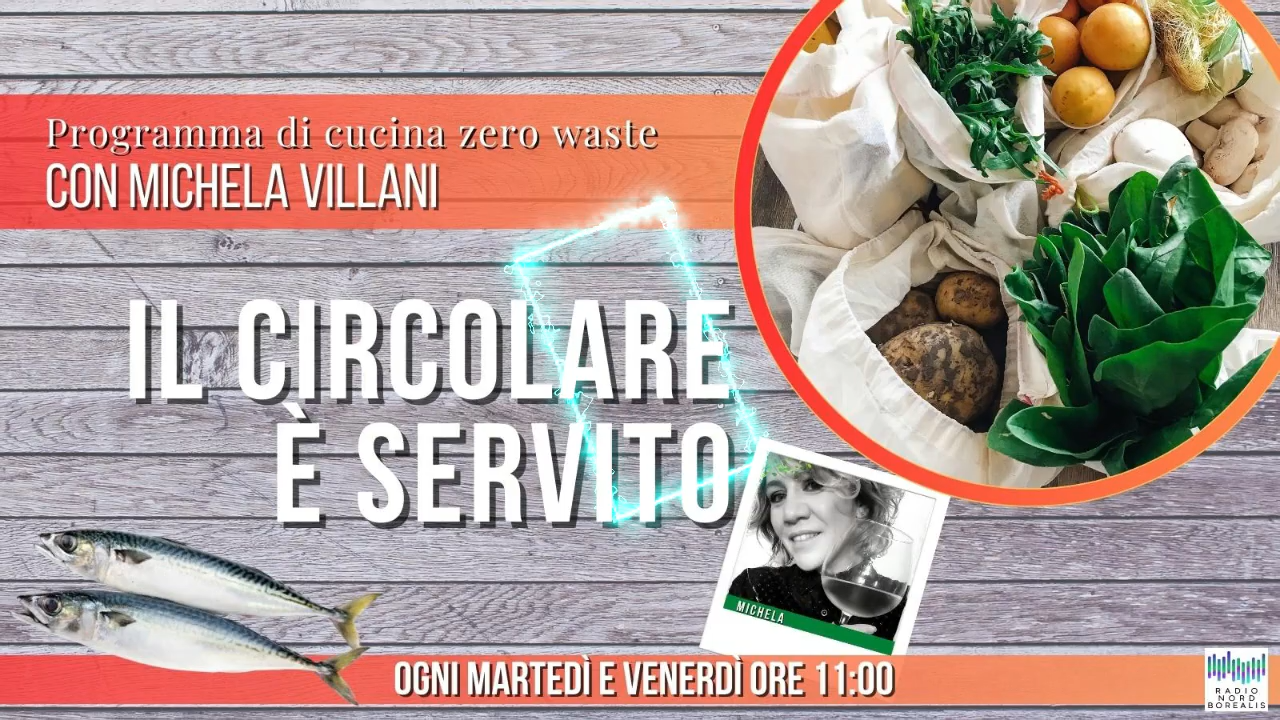 Programma di cucina zero waste
CON MICHELA VILLANI
IL CIRCOLARE
È SERVITO
MICHELA
OGNI MARTEDÌ E VENERDÌ ORE 11:00
RADIO
NORD
BOREALIS